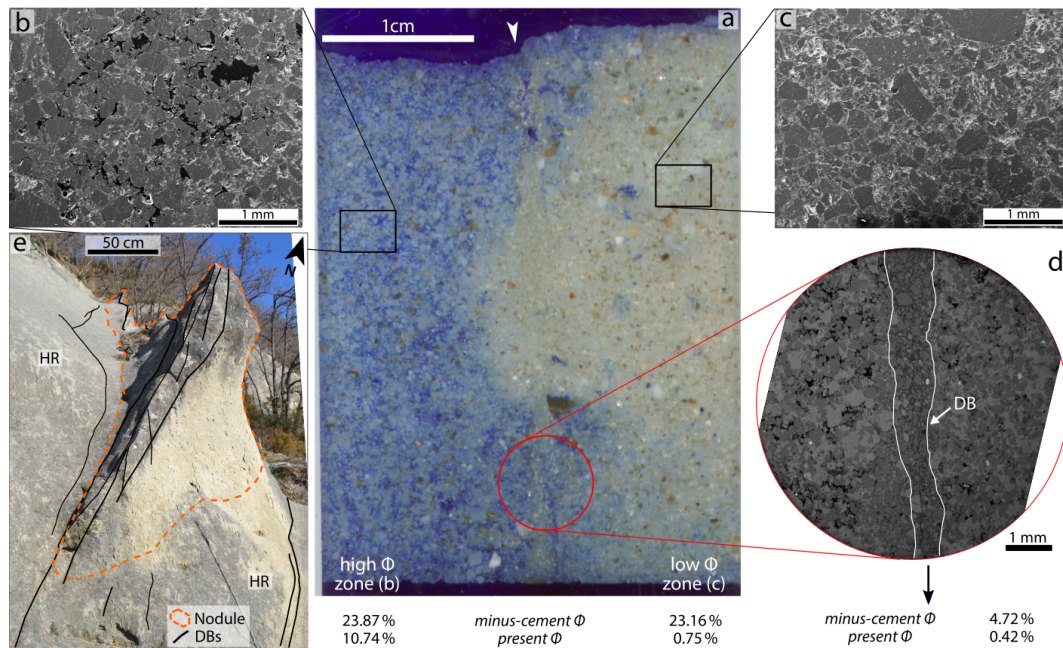 b
1 mm
1cm
a
c
1 mm
e
50 cm
N
HR
HR
Nodule
DBs
high Φ
zone (b)
low Φ
zone (c)
23.87 % minus-cement Φ 23.16 %
10.74 % present Φ 0.75 %
d
DB
1 mm
minus-cement Φ 4.72 %
present Φ 0.42 %